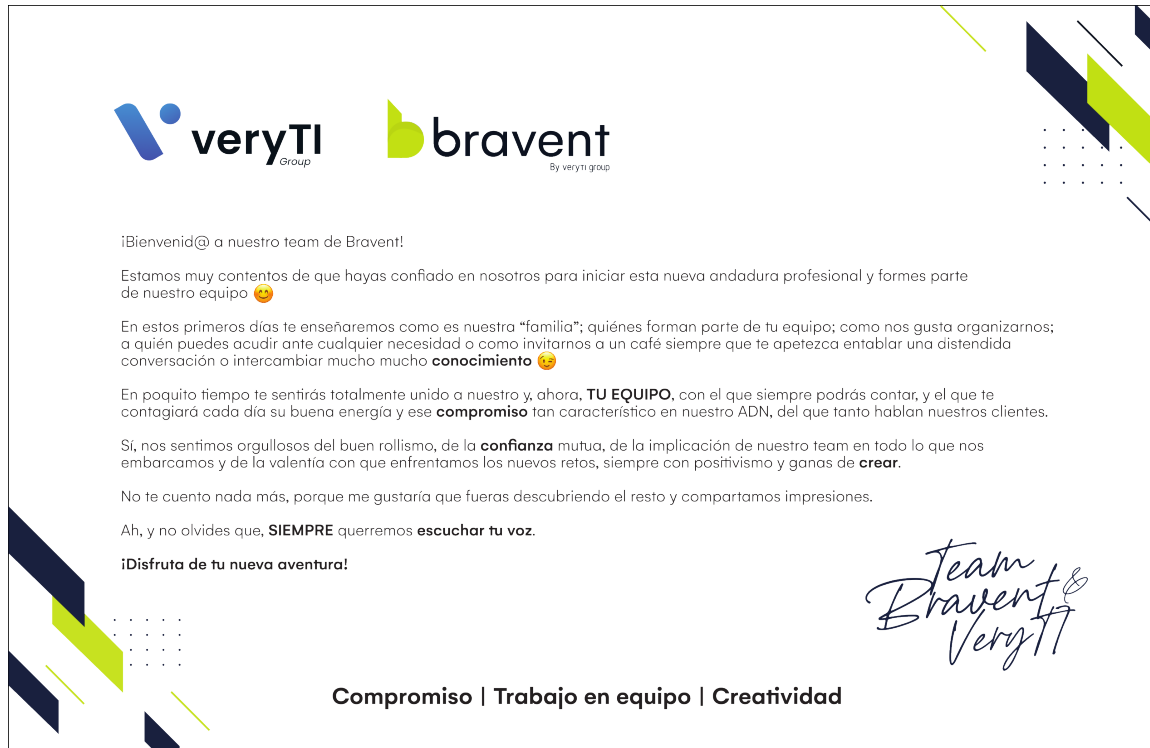 veryTI
Group
bravent
By veryTI group
¡Bienvenid@ a nuestro team de Bravent!
Estamos muy contentos de que hayas confiado en nosotros para iniciar esta nueva andadura profesional y formes parte
de nuestro equipo 😊
En estos primeros días te enseñaremos como es nuestra “familia”; quiénes forman parte de tu equipo; como nos gusta organizarnos;
a quién puedes acudir ante cualquier necesidad o como invitarnos a un café siempre que te apetezca entablar una distendida
conversación o intercambiar mucho mucho conocimiento 😉
En poquito tiempo te sentirás totalmente unido a nuestro y, ahora, TU EQUIPO, con el que siempre podrás contar, y el que te
contagiará cada día su buena energía y ese compromiso tan característico en nuestro ADN, del que tanto hablan nuestros clientes.
Sí, nos sentimos orgullosos del buen rollismo, de la confianza mutua, de la implicación de nuestro team en todo lo que nos
embarcamos y de la valentía con que enfrentamos los nuevos retos, siempre con positivismo y ganas de crear.
No te cuento nada más, porque me gustaría que fueras descubriendo el resto y compartamos impresiones.
Ah, y no olvides que, SIEMPRE querremos escuchar tu voz.
¡Disfruta de tu nueva aventura!
Team
Bravent &
VeryTI
Compromiso | Trabajo en equipo | Creatividad